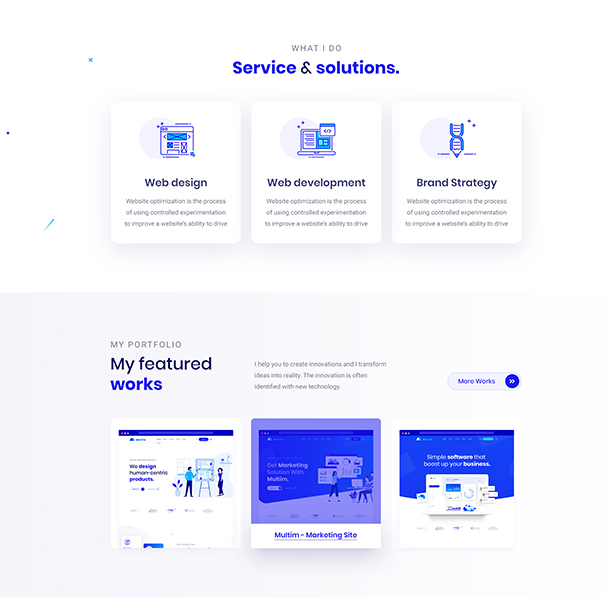 WHAT I DO
Service & solutions.
Web design
Website optimization is the process
of using controlled experimentation
to improve a website's ability to drive
Web development
Website optimization is the process
of using controlled experimentation
to improve a website's ability to drive
Brand Strategy
Website optimization is the process
of using controlled experimentation
to improve a website's ability to drive
MY PORTFOLIO
My featured
works
I help you to create innovations and I transform
ideas into reality. The innovation is often
identified with new technology.
More Works
We design
human-centric
products.
Get Marketing
Solution With
Multim.
Multim - Marketing Site
Simple software that
boost up your business.